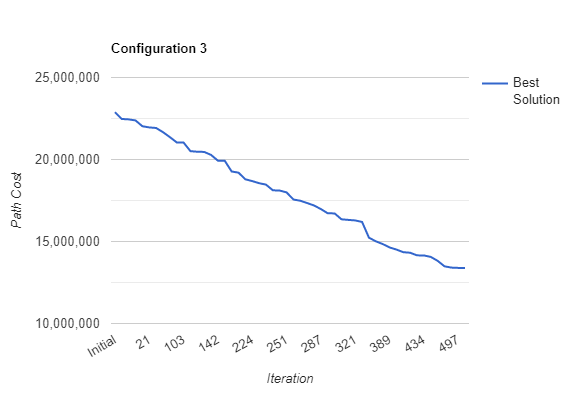 Configuration 3
25,000,000
20,000,000
15,000,000
10,000,000
Path Cost
Initial 21 103 142 224 251 287 321 389 434 497
Iteration
Best
Solution